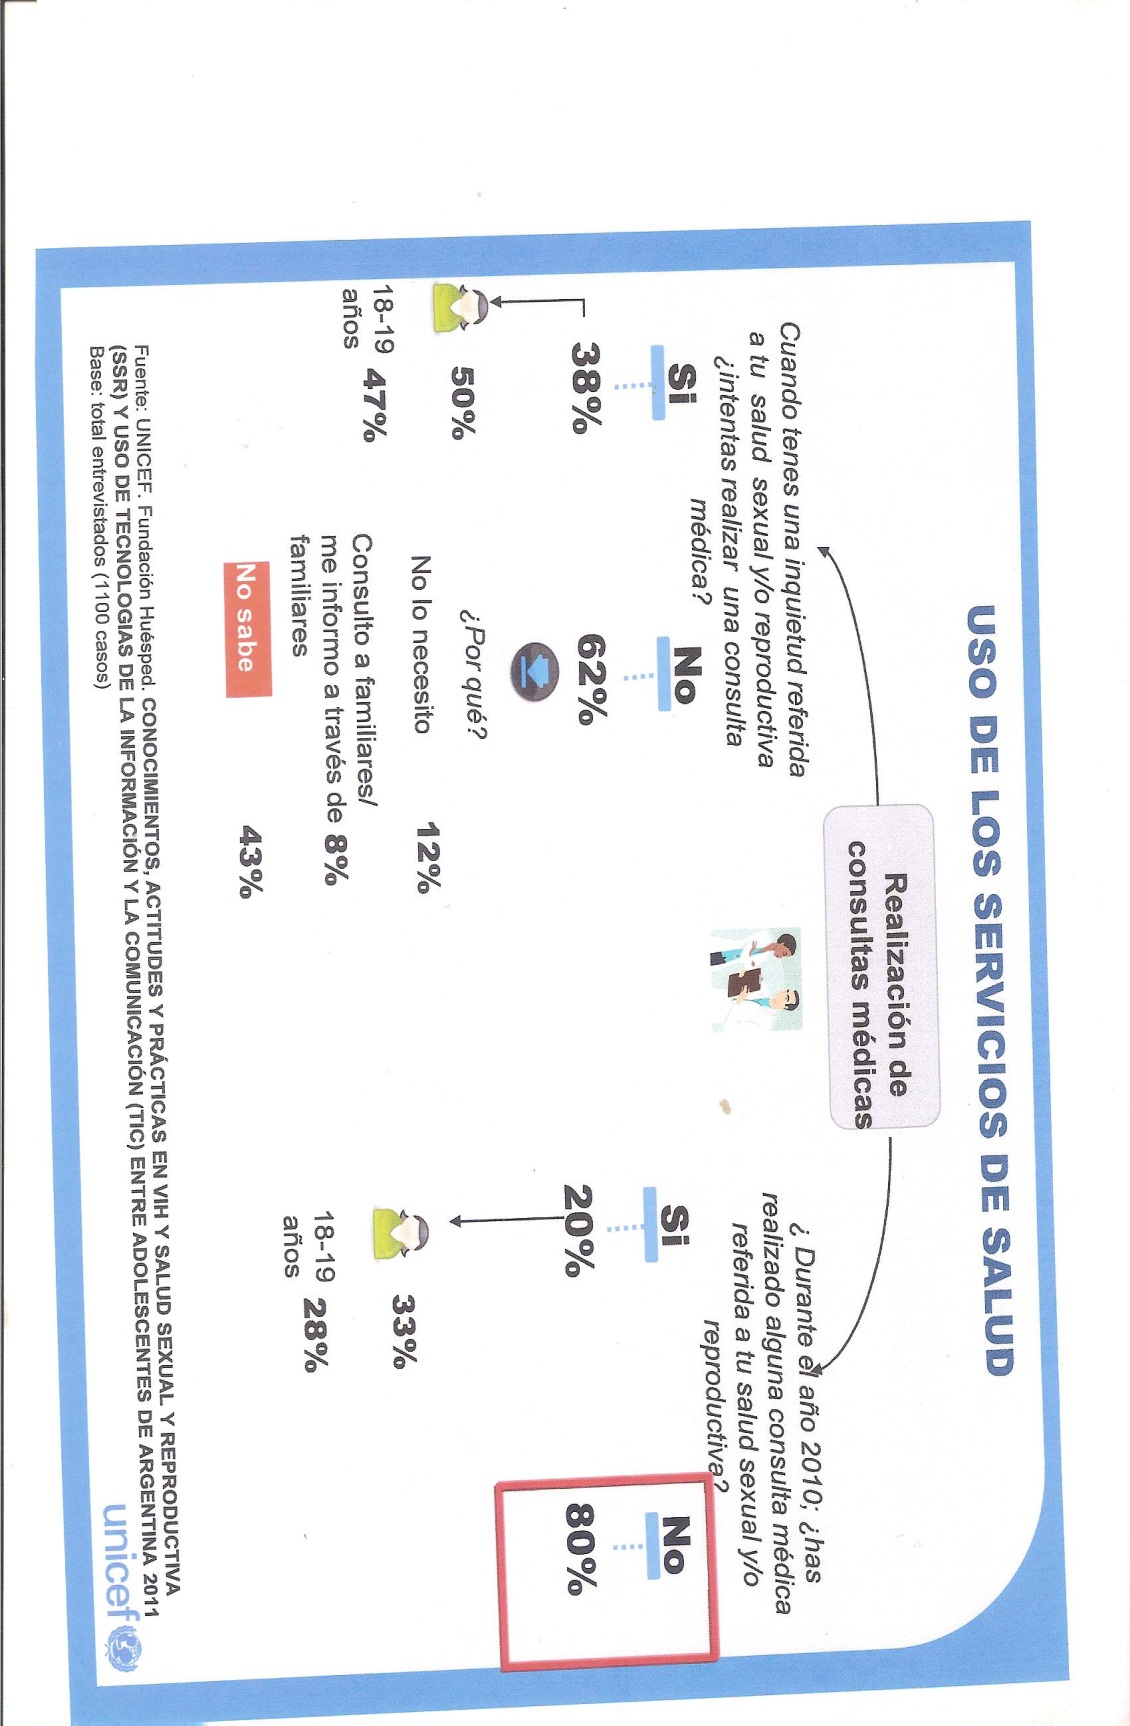 USO DE LOS SERVICIOS DE SALUD
Realización de
consultas médicas
Cuando tenes una inquietud referida
a tu salud sexual y/o reproductiva
¿intentas realizar una consulta
médica?
Si
38%
50%
18-19
años
47%
No
62%
¿Por qué?
No lo necesito
12%
Consulto a familiares/
me informo a través de
familiares
8%
No sabe
43%
¿ Durante el año 2010; ¿has
realizado alguna consulta médica
referida a tu salud sexual y/o
reproductiva?
Si
20%
33%
18-19
años
28%
No
80%
Fuente: UNICEF. Fundación Huésped. CONOCIMIENTOS, ACTITUDES Y PRÁCTICAS EN VIH Y SALUD SEXUAL Y REPRODUCTIVA
(SSR) Y USO DE TECNOLOGIAS DE LA INFORMACIÓN Y LA COMUNICACIÓN (TIC) ENTRE ADOLESCENTES DE ARGENTINA 2011
Base: total entrevistados (1100 casos)
unicef